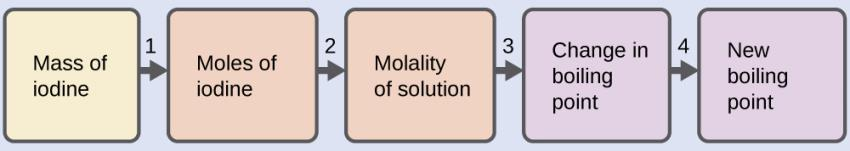 Mass of
iodine
1
Moles of
iodine
2
Molality
of solution
3
Change in
boiling
point
4
New
boiling
point